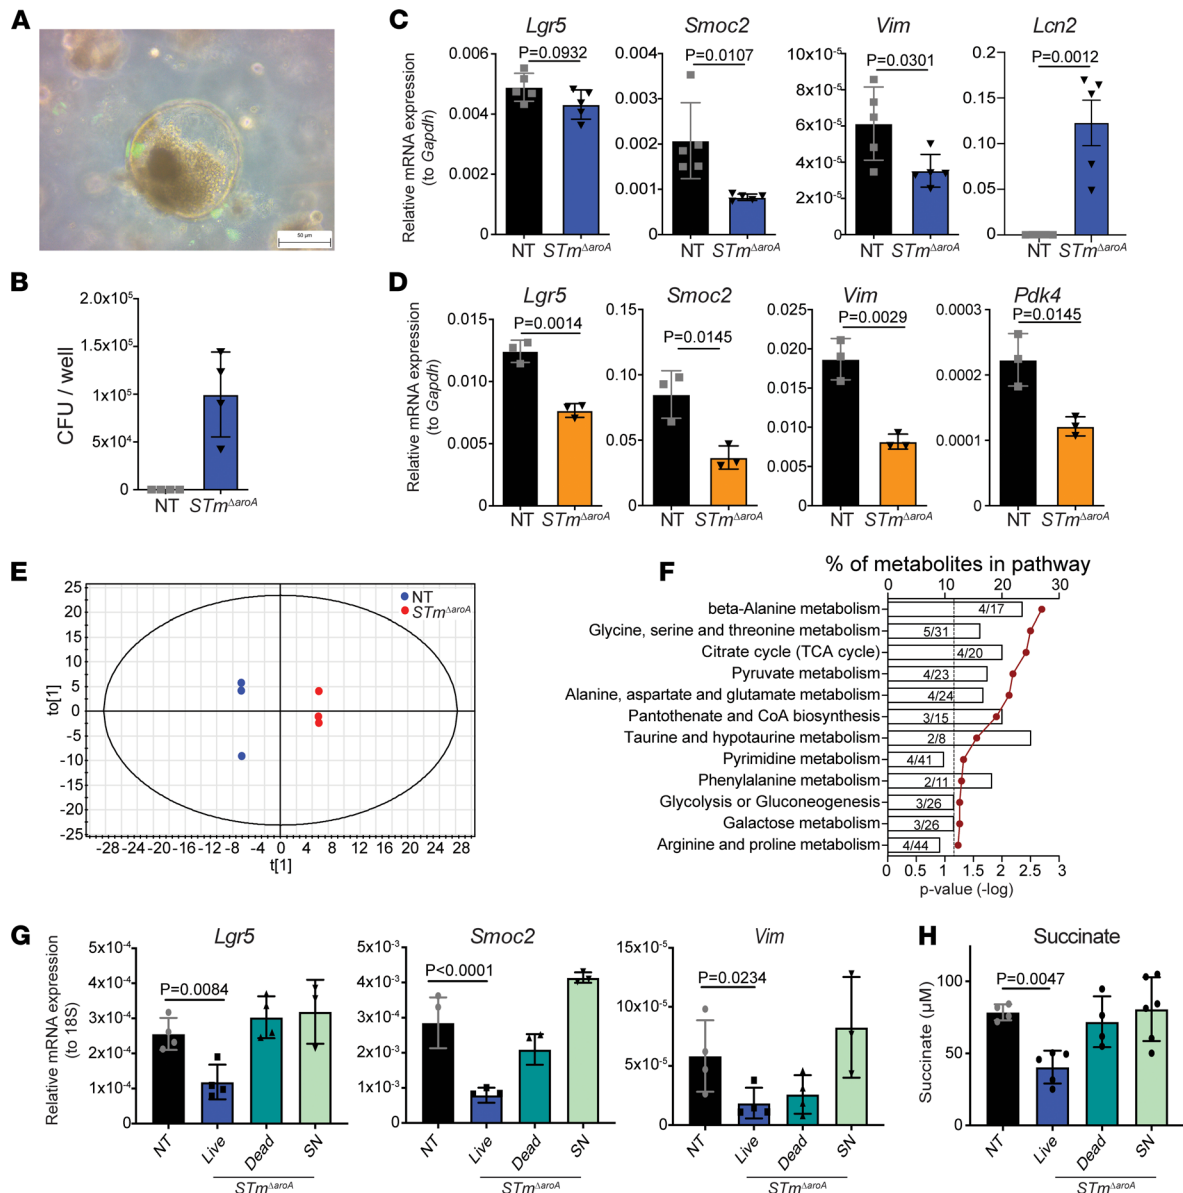 A
50 µm
B
2.0x10⁵
1.5x10⁵
1x10⁵
5x10⁴
0
CFU / well
NT STm^ΔaroA
C
Lgr5 Smoc2 Vim Lcn2
Relative mRNA expression
(to Gapdh)
0.006
0.004
0.002
0
P=0.0932
NT STm^ΔaroA
0.004
0.003
0.002
0.001
0
P=0.0107
NT STm^ΔaroA
10x10⁻⁵
8x10⁻⁵
6x10⁻⁵
4x10⁻⁵
2x10⁻⁵
0
P=0.0301
NT STm^ΔaroA
0.2
0.15
0.1
0.05
0
P=0.0012
NT STm^ΔaroA
D
Lgr5 Smoc2 Vim Pdk4
Relative mRNA expression
(to Gapdh)
0.015
0.010
0.005
0
P=0.0014
NT STm^ΔaroA
0.15
0.10
0.05
0
P=0.0145
NT STm^ΔaroA
0.025
0.020
0.015
0.010
0.005
0
P=0.0029
NT STm^ΔaroA
0.0003
0.0002
0.0001
0
P=0.0145
NT STm^ΔaroA
E
NT
STm^ΔaroA
25
20
15
10
5
0
-5
-10
-15
-20
-25
to[1]
-28 -24 -20 -16 -12 -8 -4 0 4 8 12 16 20 24 28
t[1]
F
% of metabolites in pathway
0 10 20 30
beta-Alanine metabolism 4/17
Glycine, serine and threonine metabolism 5/31
Citrate cycle (TCA cycle) 4/20
Pyruvate metabolism 4/23
Alanine, aspartate and glutamate metabolism 4/24
Pantothenate and CoA biosynthesis 3/15
Taurine and hypotaurine metabolism 2/8
Pyrimidine metabolism 4/41
Phenylalanine metabolism 2/11
Glycolysis or Gluconeogenesis 3/26
Galactose metabolism 3/26
Arginine and proline metabolism 4/44
0 0.5 1 1.5 2 2.5 3
p-value (-log)
G
Lgr5 Smoc2 Vim
Relative mRNA expression
(to 18S)
5x10⁻⁴
4x10⁻⁴
3x10⁻⁴
2x10⁻⁴
1x10⁻⁴
0
P=0.0084
NT Live Dead SN
STm^ΔaroA
5x10⁻³
4x10⁻³
3x10⁻³
2x10⁻³
1x10⁻³
0
P<0.0001
NT Live Dead SN
STm^ΔaroA
15x10⁻⁵
10x10⁻⁵
5x10⁻⁵
0
P=0.0234
NT Live Dead SN
STm^ΔaroA
H
Succinate
Succinate (µM)
100
50
0
P=0.0047
NT Live Dead SN
STm^ΔaroA